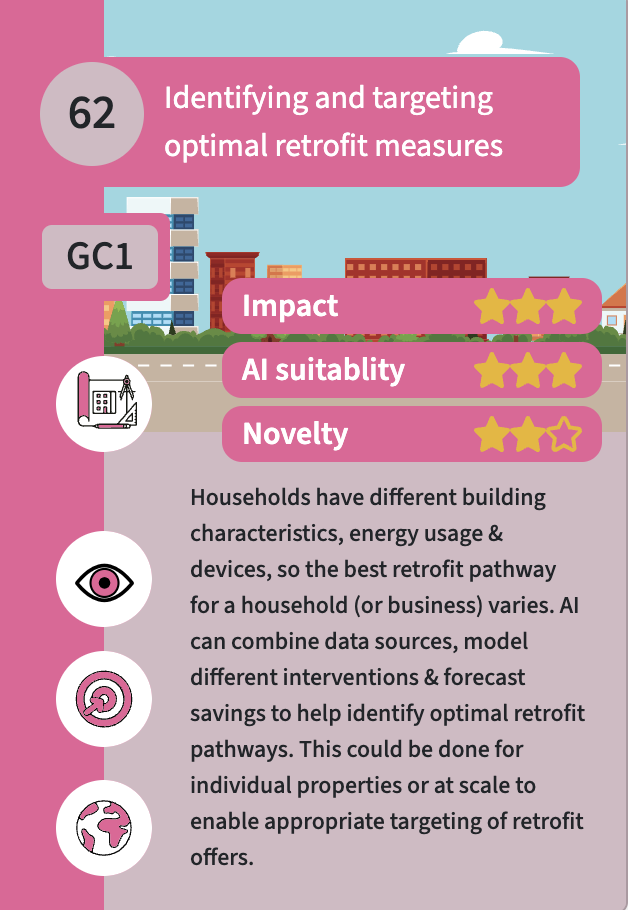 62
Identifying and targeting
optimal retrofit measures
GC1
Impact
AI suitablity
Novelty
Households have different building
characteristics, energy usage &
devices, so the best retrofit pathway
for a household (or business) varies. AI
can combine data sources, model
different interventions & forecast
savings to help identify optimal retrofit
pathways. This could be done for
individual properties or at scale to
enable appropriate targeting of retrofit
offers.